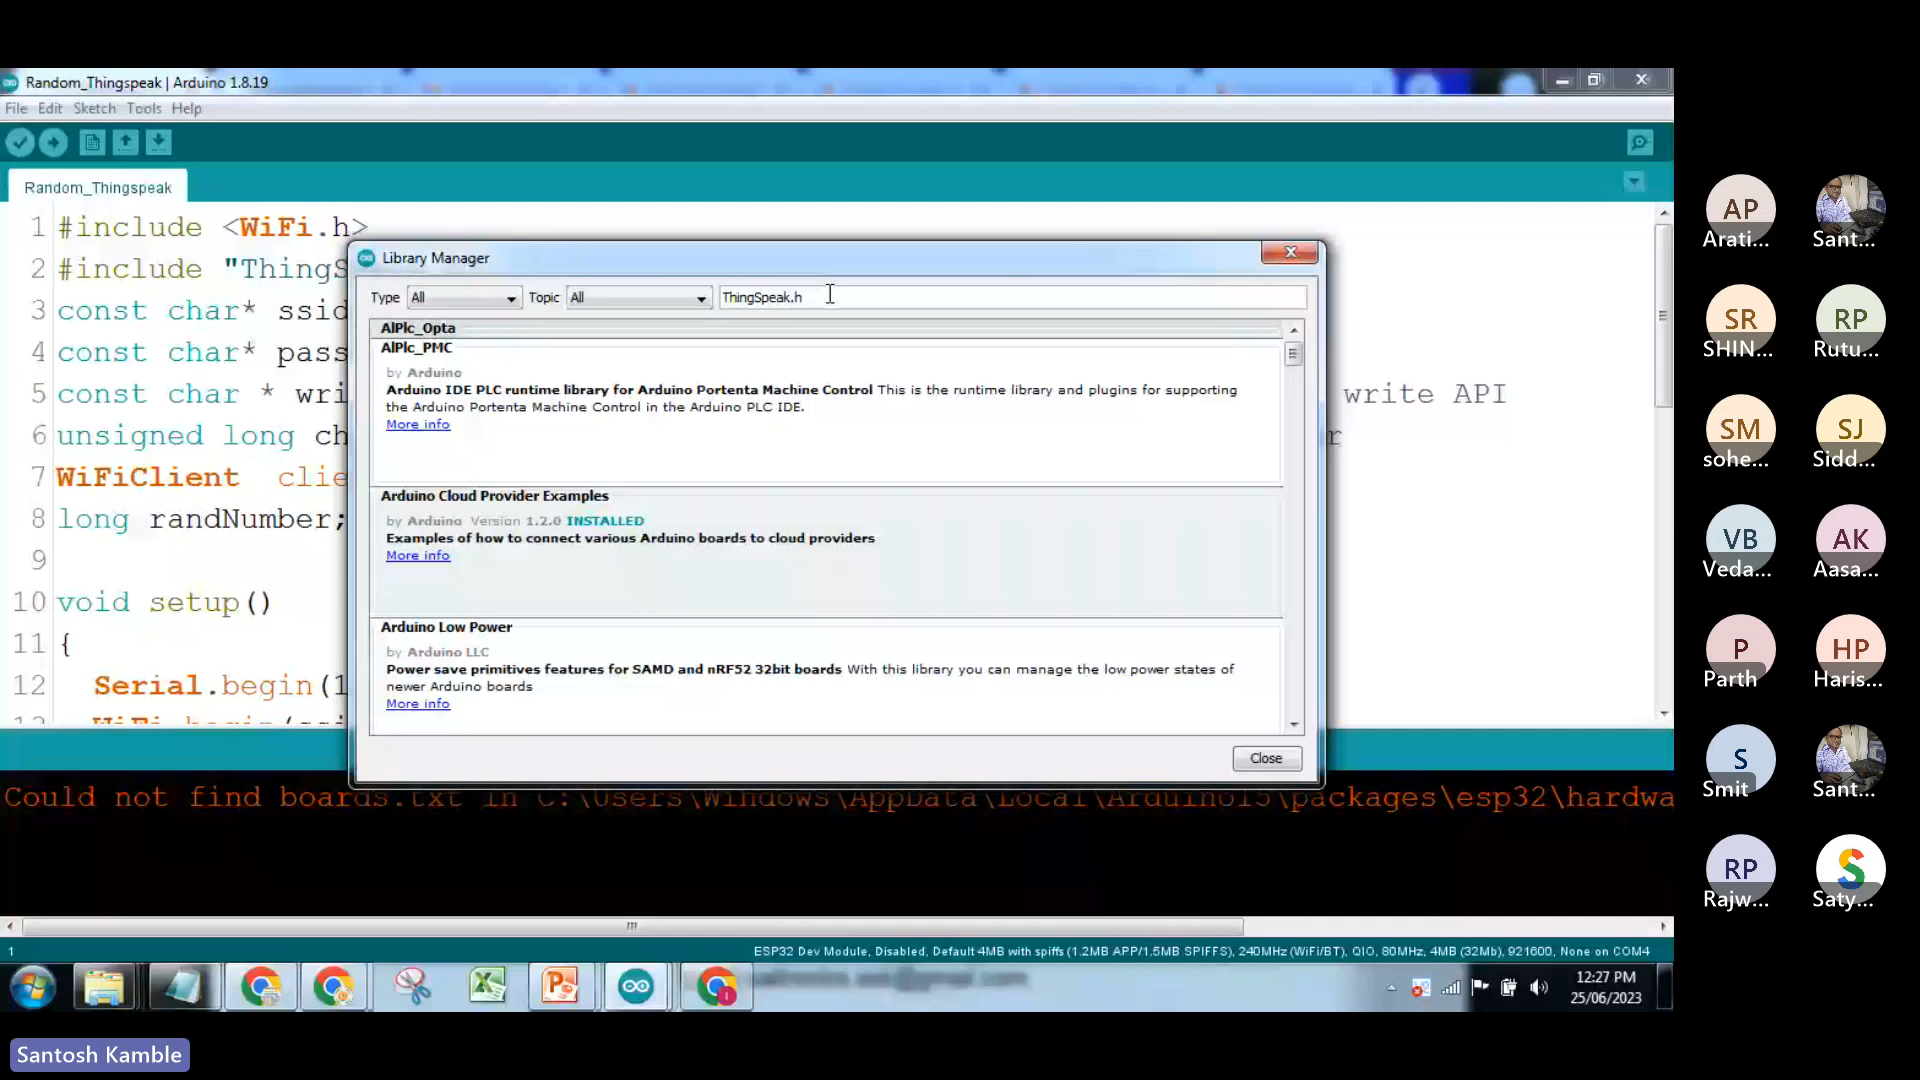 Random_Thingspeak | Arduino 1.8.19
File Edit Sketch Tools Help
Random_Thingspeak
1 #include <WiFi.h>
2 #include "ThingS
3 const char* ssid
4 const char* pass
5 const char * wri
write API
6 unsigned long ch
r
7 WiFiClient clie
8 long randNumber;
9
10 void setup()
11 {
12 Serial.begin(1
Library Manager
Type All Topic All ThingSpeak.h
AlPlc_Opta
AlPlc_PMC
by Arduino
Arduino IDE PLC runtime library for Arduino Portenta Machine Control This is the runtime library and plugins for supporting
the Arduino Portenta Machine Control in the Arduino PLC IDE.
More info
Arduino Cloud Provider Examples
by Arduino Version 1.2.0 INSTALLED
Examples of how to connect various Arduino boards to cloud providers
More info
Arduino Low Power
by Arduino LLC
Power save primitives features for SAMD and nRF52 32bit boards With this library you can manage the low power states of
newer Arduino boards
More info
Close
Could not find boards.txt in C:\Users\Windows\AppData\Local\Arduino15\packages\esp32\hardwa
1
ESP32 Dev Module, Disabled, Default 4MB with spiffs (1.2MB APP/1.5MB SPIFFS), 240MHz (WiFi/BT), QIO, 80MHz, 4MB (32Mb), 921600, None on COM4
12:27 PM
25/06/2023
AP
Arati...
Sant...
SR
SHIN...
RP
Rutu...
SM
sohe...
SJ
Sidd...
VB
Veda...
AK
Aasa...
P
Parth
HP
Haris...
S
Smit
Sant...
RP
Rajw...
S
Saty...
Santosh Kamble